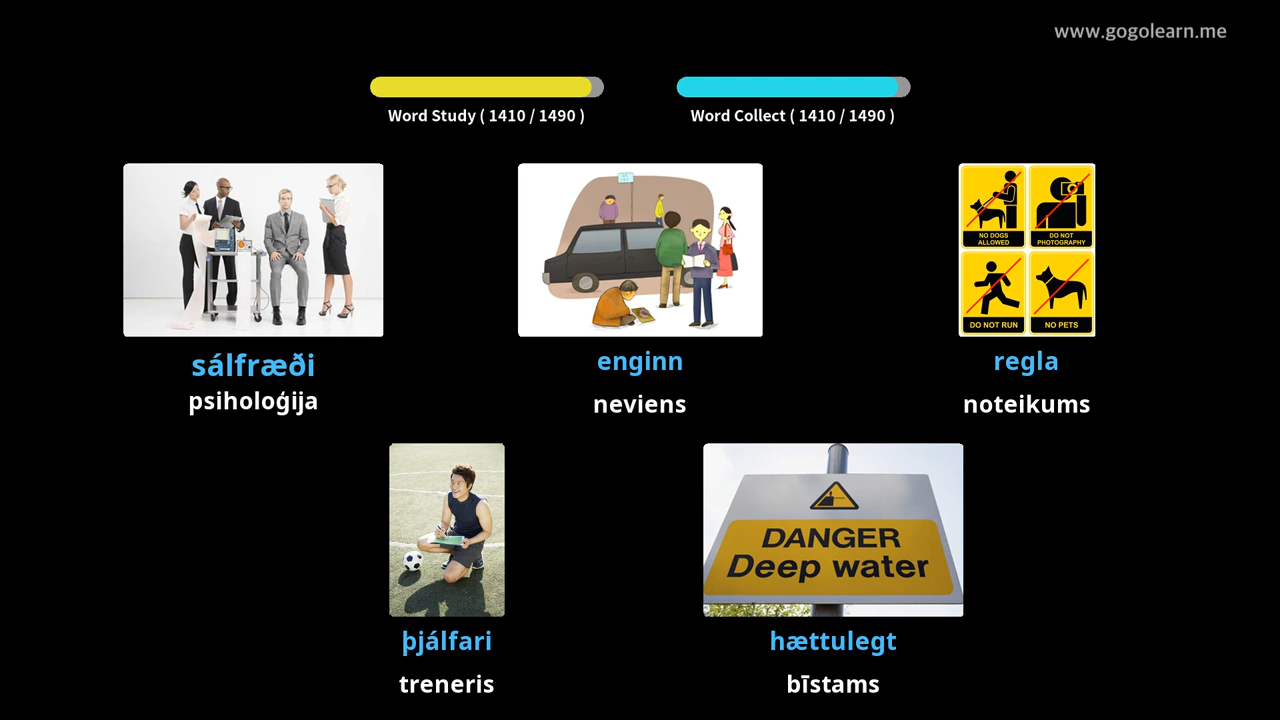 www.gogolearn.me
Word Study ( 1410 / 1490 )
Word Collect ( 1410 / 1490 )
NO DOGS
ALLOWED
DO NOT
PHOTOGRAPHY
DO NOT RUN
NO PETS
sálfræði
psiholoģija
enginn
neviens
regla
noteikums
DANGER
Deep water
þjálfari
treneris
hættulegt
bīstams